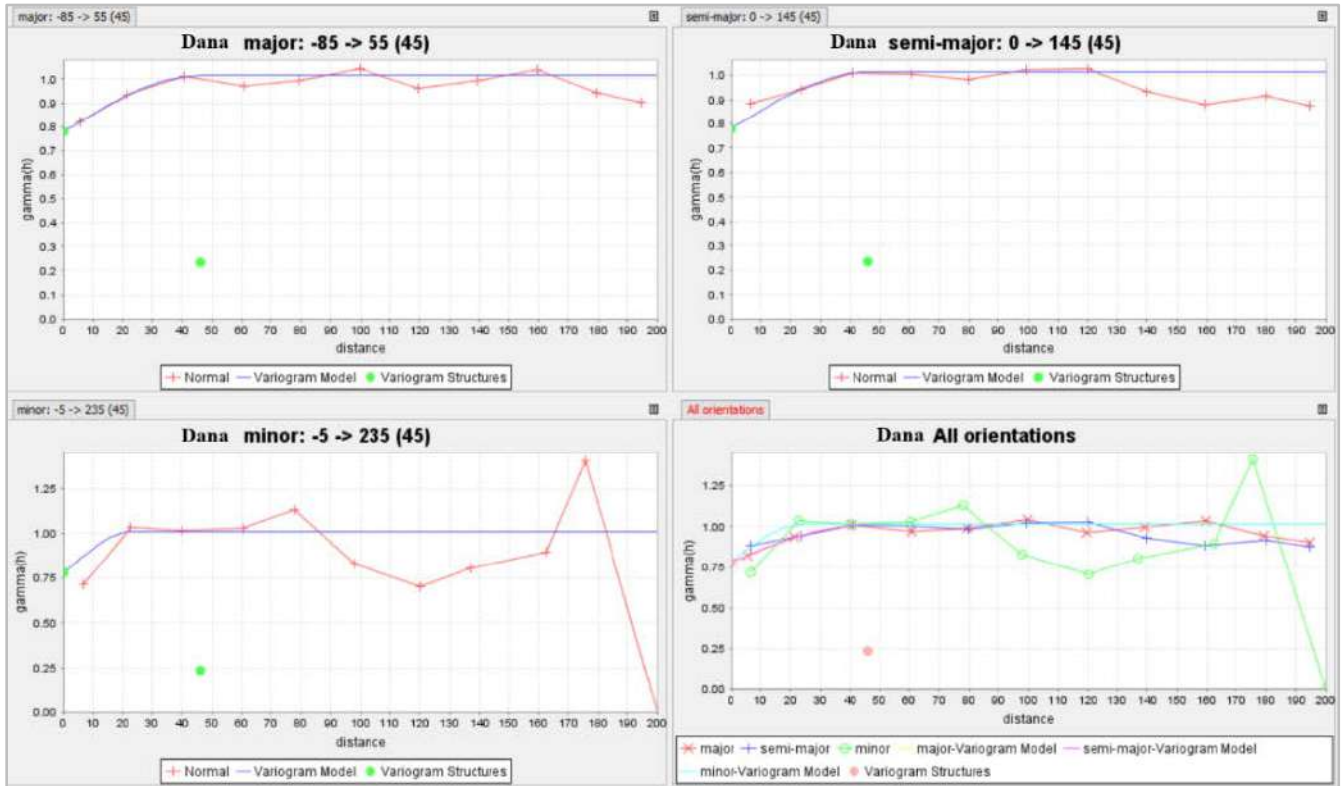 major: -85 -> 55 (45)
Dana major: -85 -> 55 (45)
gamma(h)
1.0
0.9
0.8
0.7
0.6
0.5
0.4
0.3
0.2
0.1
0.0
0 10 20 30 40 50 60 70 80 90 100 110 120 130 140 150 160 170 180 190 200
distance
Normal Variogram Model Variogram Structures
semi-major: 0 -> 145 (45)
Dana semi-major: 0 -> 145 (45)
gamma(h)
1.0
0.9
0.8
0.7
0.6
0.5
0.4
0.3
0.2
0.1
0.0
0 10 20 30 40 50 60 70 80 90 100 110 120 130 140 150 160 170 180 190 200
distance
Normal Variogram Model Variogram Structures
minor: -5 -> 235 (45)
Dana minor: -5 -> 235 (45)
gamma(h)
1.25
1.00
0.75
0.50
0.25
0.00
0 10 20 30 40 50 60 70 80 90 100 110 120 130 140 150 160 170 180 190 200
distance
Normal Variogram Model Variogram Structures
All orientations
Dana All orientations
gamma(h)
1.25
1.00
0.75
0.50
0.25
0.00
0 10 20 30 40 50 60 70 80 90 100 110 120 130 140 150 160 170 180 190 200
distance
major semi-major minor major-Variogram Model semi-major-Variogram Model
minor-Variogram Model Variogram Structures